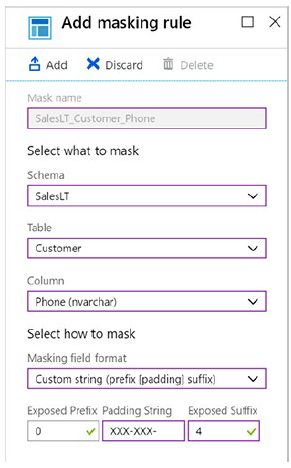 Add masking rule
Add Discard Delete
Mask name
SalesLT_Customer_Phone
Select what to mask
Schema
SalesLT
Table
Customer
Column
Phone (nvarchar)
Select how to mask
Masking field format
Custom string (prefix [padding] suffix)
Exposed Prefix Padding String Exposed Suffix
0 XXX-XXX- 4